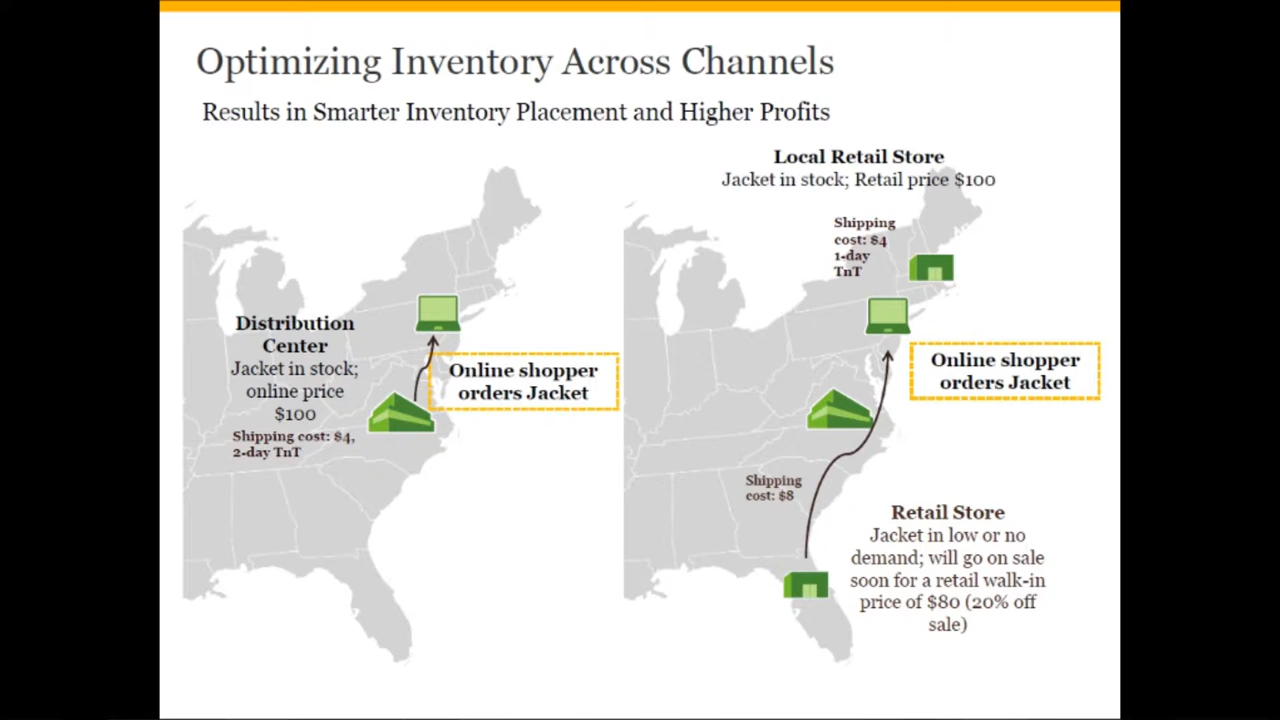 Optimizing Inventory Across Channels
Results in Smarter Inventory Placement and Higher Profits
Distribution
Center
Jacket in stock;
online price
$100
Shipping cost: $4,
2-day TnT
Online shopper
orders Jacket
Local Retail Store
Jacket in stock; Retail price $100
Shipping
cost: $4
1-day
TnT
Online shopper
orders Jacket
Shipping
cost: $8
Retail Store
Jacket in low or no
demand; will go on sale
soon for a retail walk-in
price of $80 (20% off
sale)